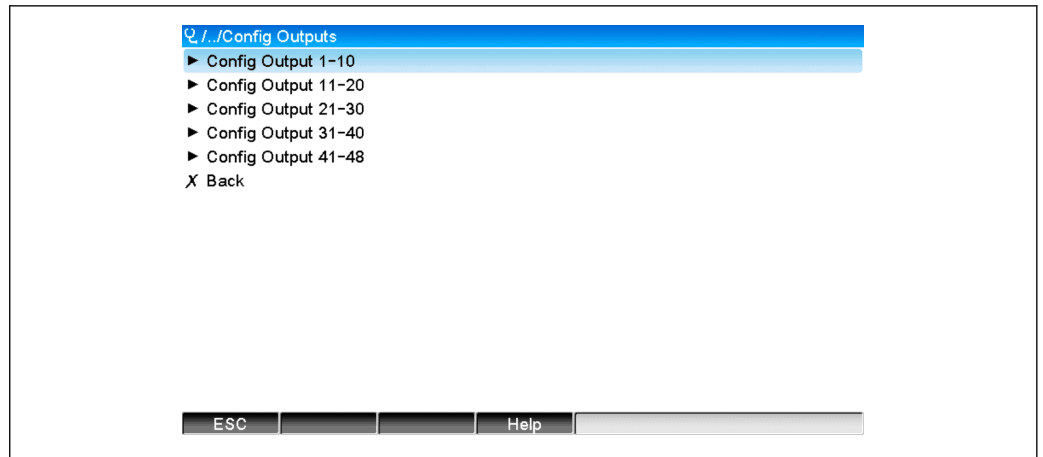 /../Config Outputs
► Config Output 1-10
► Config Output 11-20
► Config Output 21-30
► Config Output 31-40
► Config Output 41-48
X Back
ESC
Help